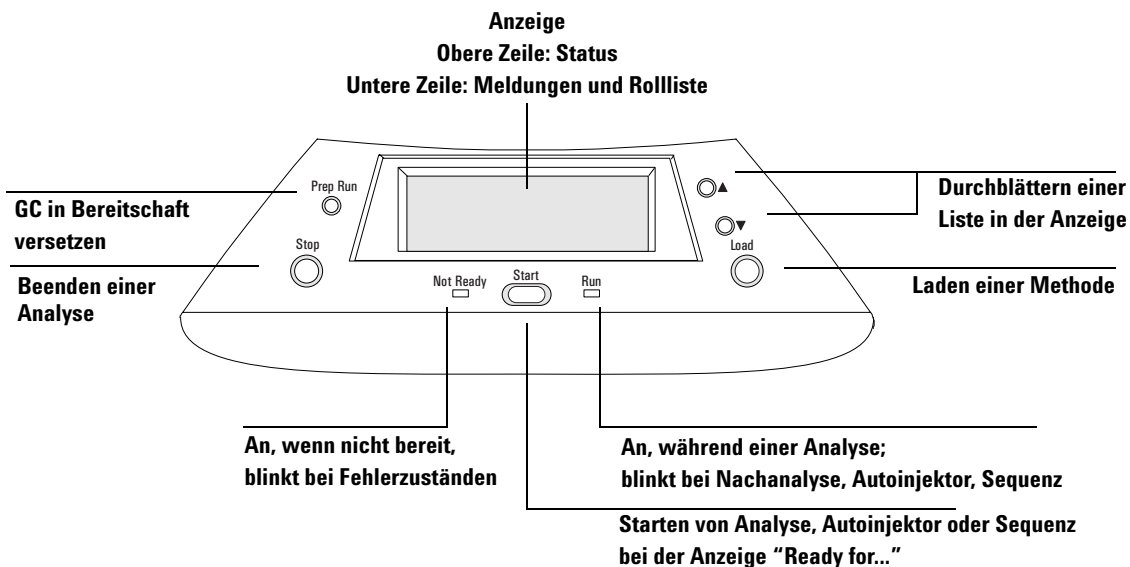 Anzeige
Obere Zeile: Status
Untere Zeile: Meldungen und Rollliste
Prep Run
GC in Bereitschaft
versetzen
Stop
Beenden einer
Analyse
▲
▼
Durchblättern einer
Liste in der Anzeige
Load
Laden einer Methode
Not Ready
Start
Run
An, wenn nicht bereit,
blinkt bei Fehlerzuständen
An, während einer Analyse;
blinkt bei Nachanalyse, Autoinjektor, Sequenz
Starten von Analyse, Autoinjektor oder Sequenz
bei der Anzeige “Ready for...”